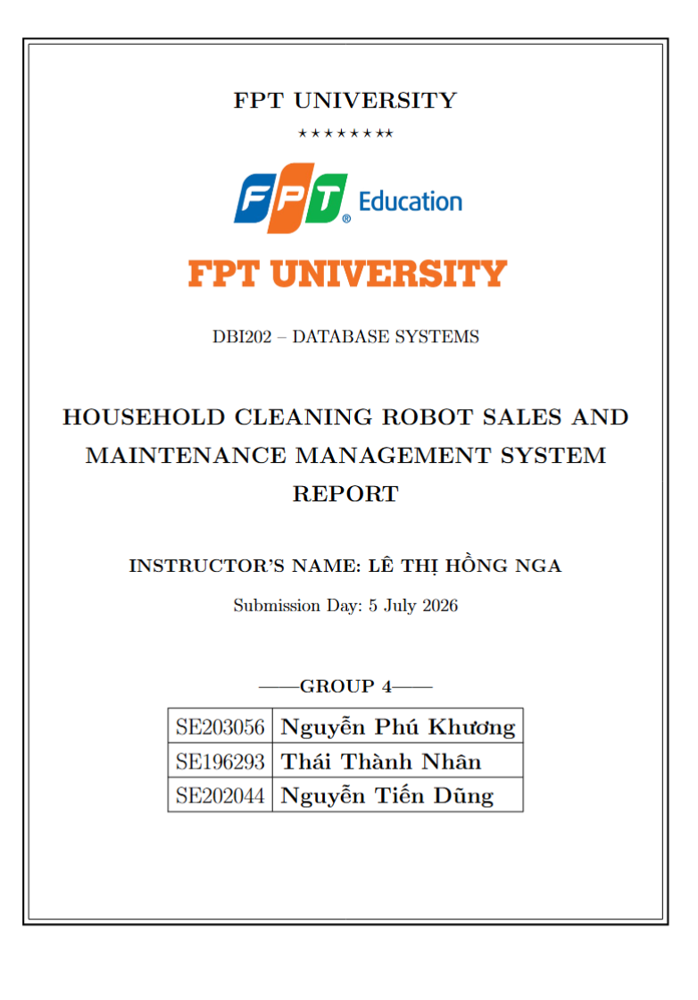 FPT UNIVERSITY
⋆⋆⋆⋆⋆⋆⋆⋆
FPT® Education
FPT UNIVERSITY
DBI202 – DATABASE SYSTEMS
HOUSEHOLD CLEANING ROBOT SALES AND
MAINTENANCE MANAGEMENT SYSTEM
REPORT
INSTRUCTOR'S NAME: LÊ THỊ HỒNG NGA
Submission Day: 5 July 2026
——GROUP 4——
SE203056 Nguyễn Phú Khương
SE196293 Thái Thành Nhân
SE202044 Nguyễn Tiến Dũng